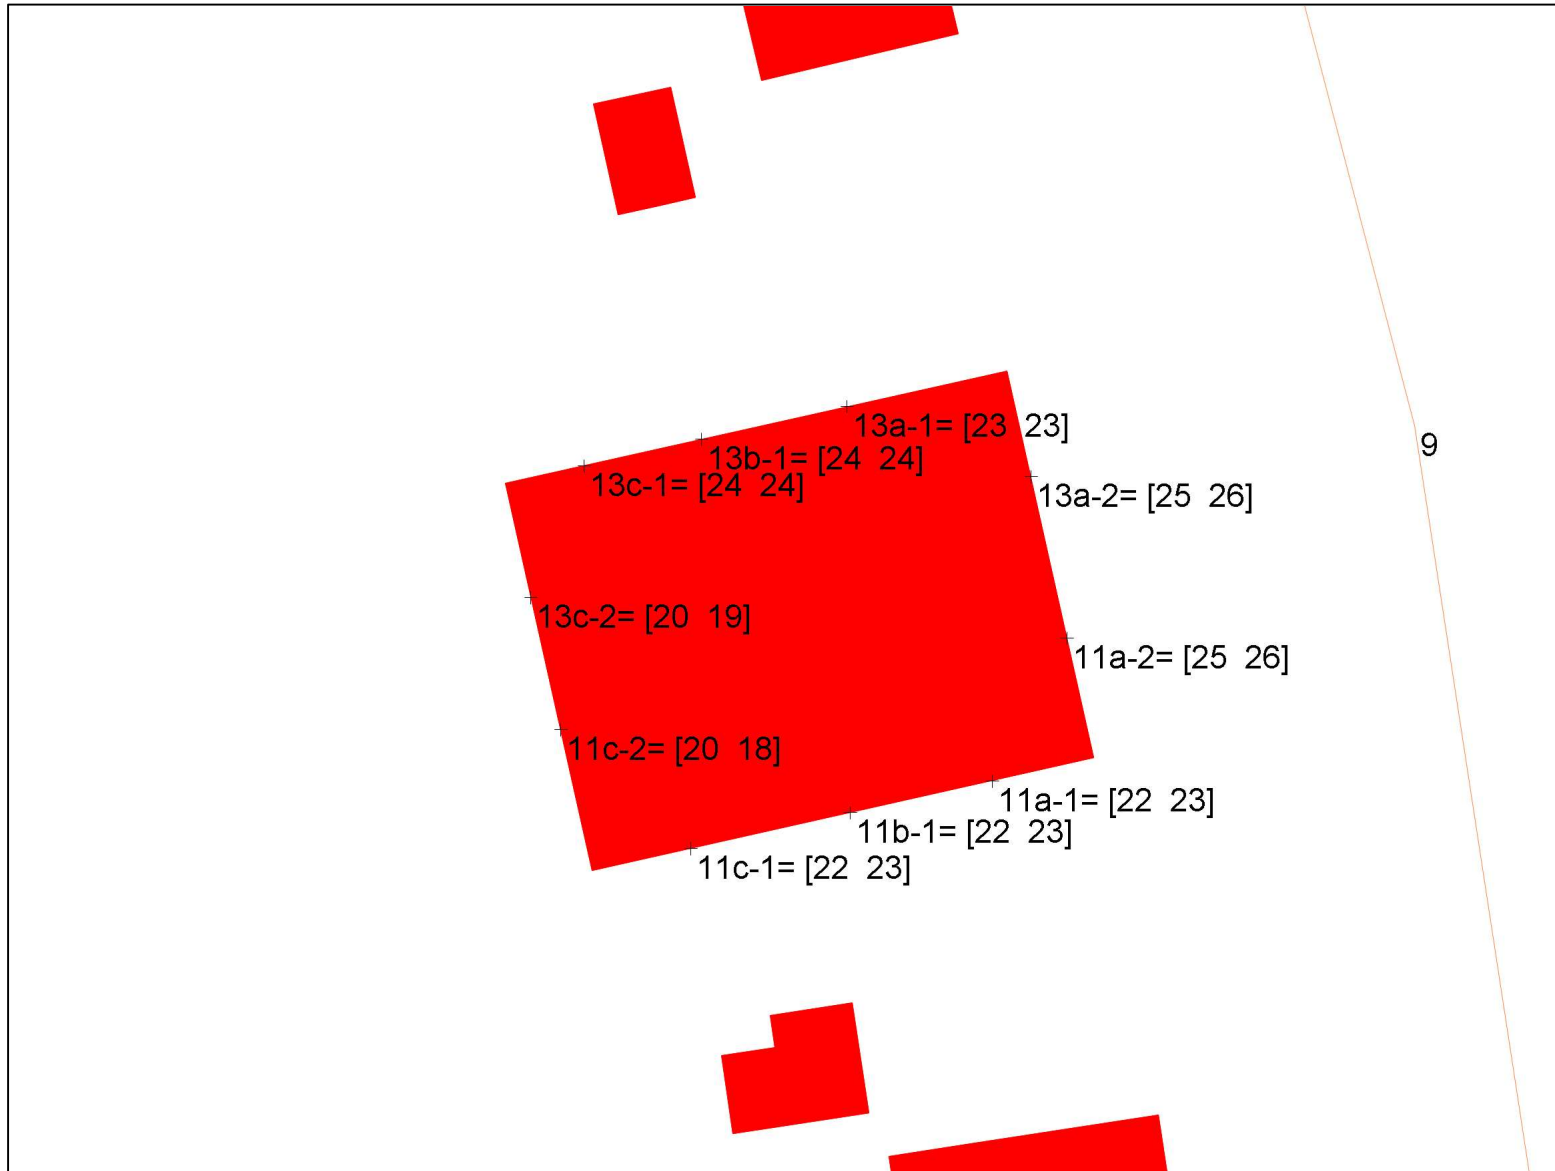 13a-1= [23 23]
9
13b-1= [24 24]
13c-1= [24 24]
13a-2= [25 26]
13c-2= [20 19]
11a-2= [25 26]
11c-2= [20 18]
11a-1= [22 23]
11b-1= [22 23]
11c-1= [22 23]